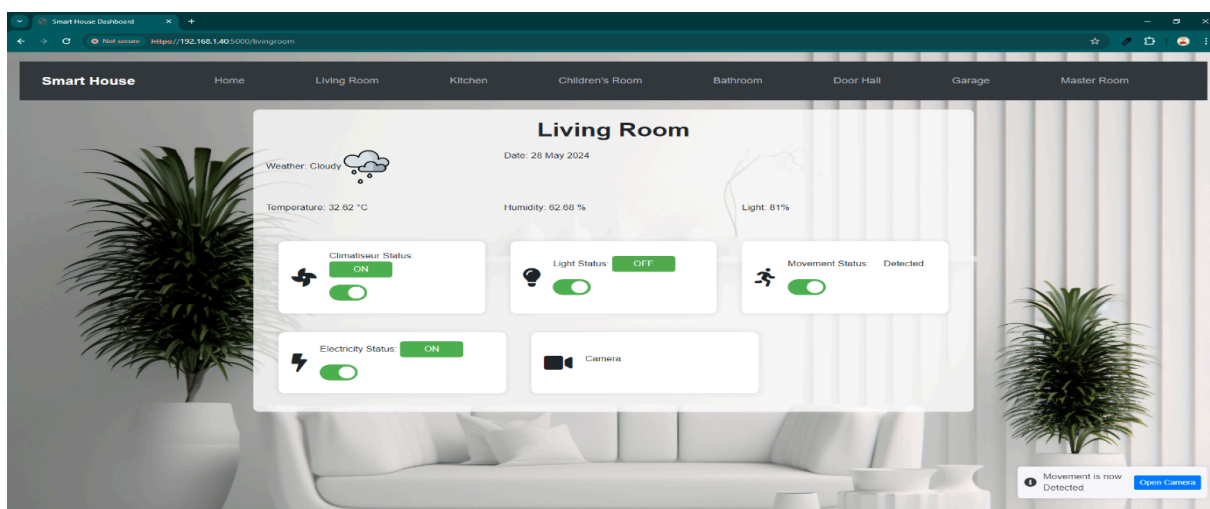 Smart House Dashboard
Not secure https://192.168.1.40:5000/livingroom
Smart House Home Living Room Kitchen Children's Room Bathroom Door Hall Garage Master Room
Living Room
Weather: Cloudy
Date: 28 May 2024
Temperature: 32.62 °C Humidity: 62.68 % Light: 81%
Climatiseur Status:
ON
Light Status: OFF
Movement Status: Detected
Electricity Status: ON
Camera
Movement is now
Detected
Open Camera